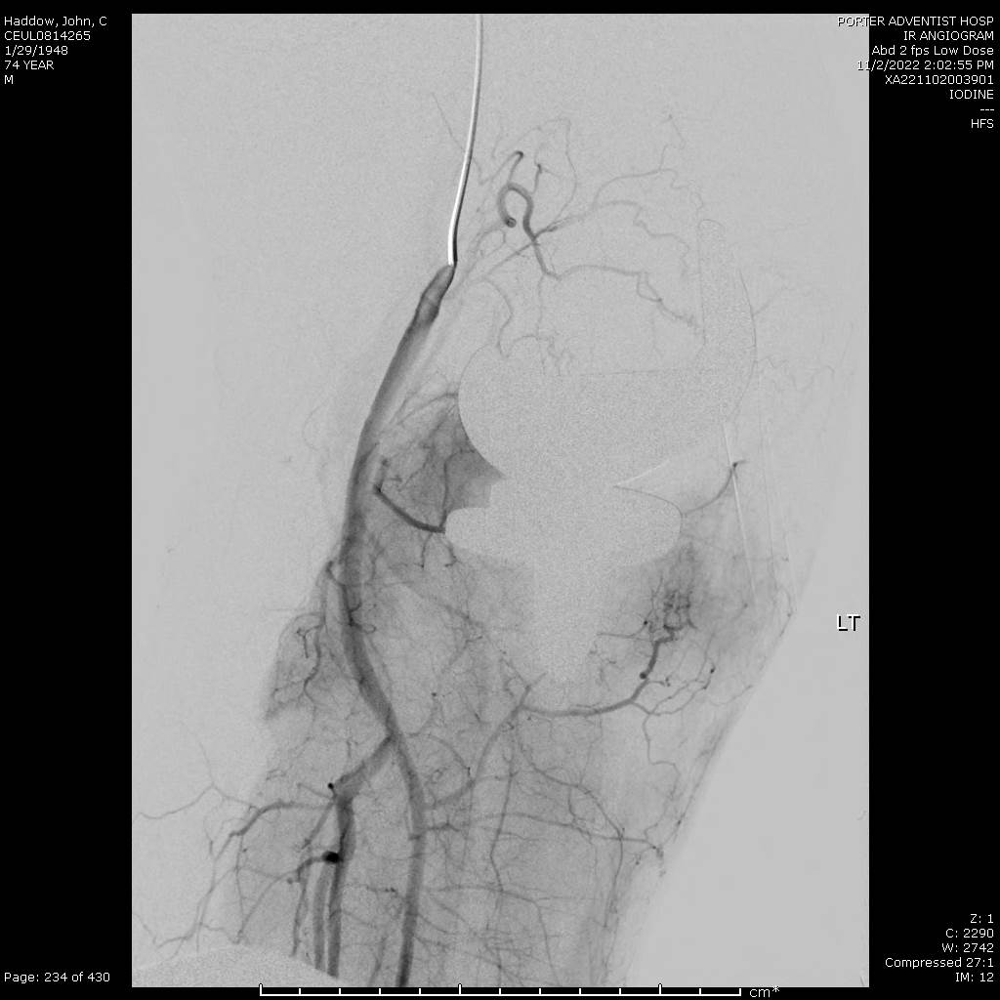 Haddow, John, C
CEUL0814265
1/29/1948
74 YEAR
M
PORTER ADVENTIST HOSP
IR ANGIOGRAM
Abd 2 fps Low Dose
11/2/2022 2:02:55 PM
XA221102003901
IODINE
---
HFS
LT
Z: 1
C: 2290
W: 2742
Compressed 27:1
IM: 12
Page: 234 of 430
cm*